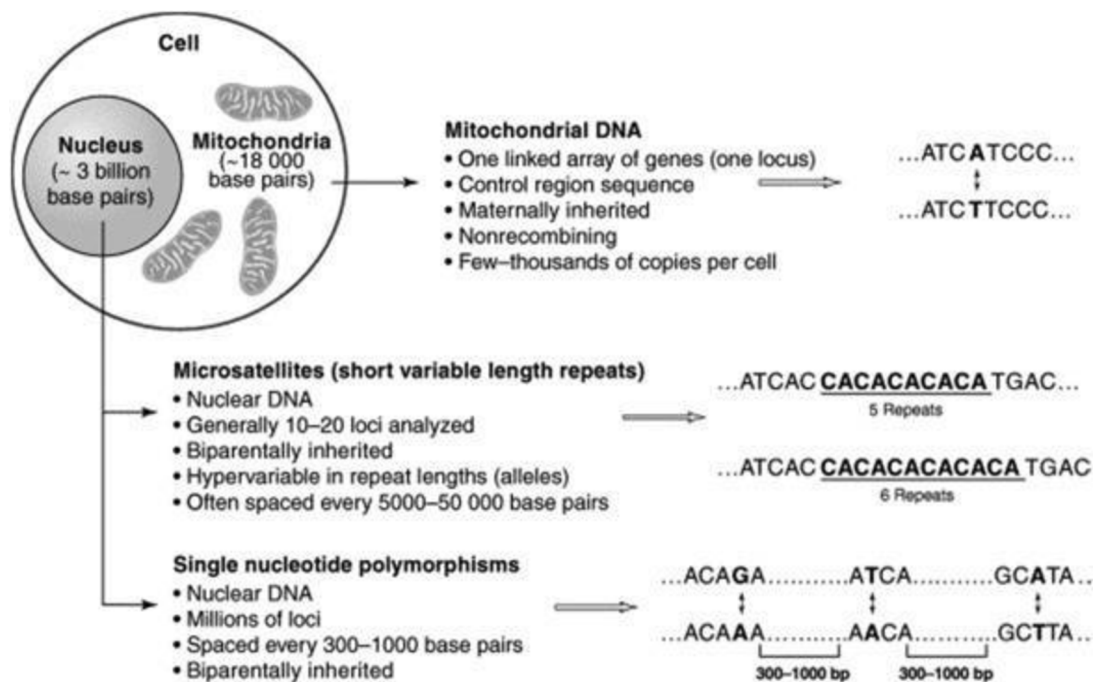 Cell
Nucleus
(~ 3 billion
base pairs)
Mitochondria
(~18 000
base pairs)
Mitochondrial DNA
• One linked array of genes (one locus)
• Control region sequence
• Maternally inherited
• Nonrecombining
• Few–thousands of copies per cell
...ATCATCCC...
...ATCTTCCC...
Microsatellites (short variable length repeats)
• Nuclear DNA
• Generally 10–20 loci analyzed
• Biparentally inherited
• Hypervariable in repeat lengths (alleles)
• Often spaced every 5000–50 000 base pairs
...ATCAC CACACACACA TGAC...
5 Repeats
...ATCAC CACACACACACA TGAC
6 Repeats
Single nucleotide polymorphisms
• Nuclear DNA
• Millions of loci
• Spaced every 300–1000 base pairs
• Biparentally inherited
...ACAGA..........ATCA..........GCATA...
...ACAAA..........AACA..........GCTTA...
300–1000 bp 300–1000 bp